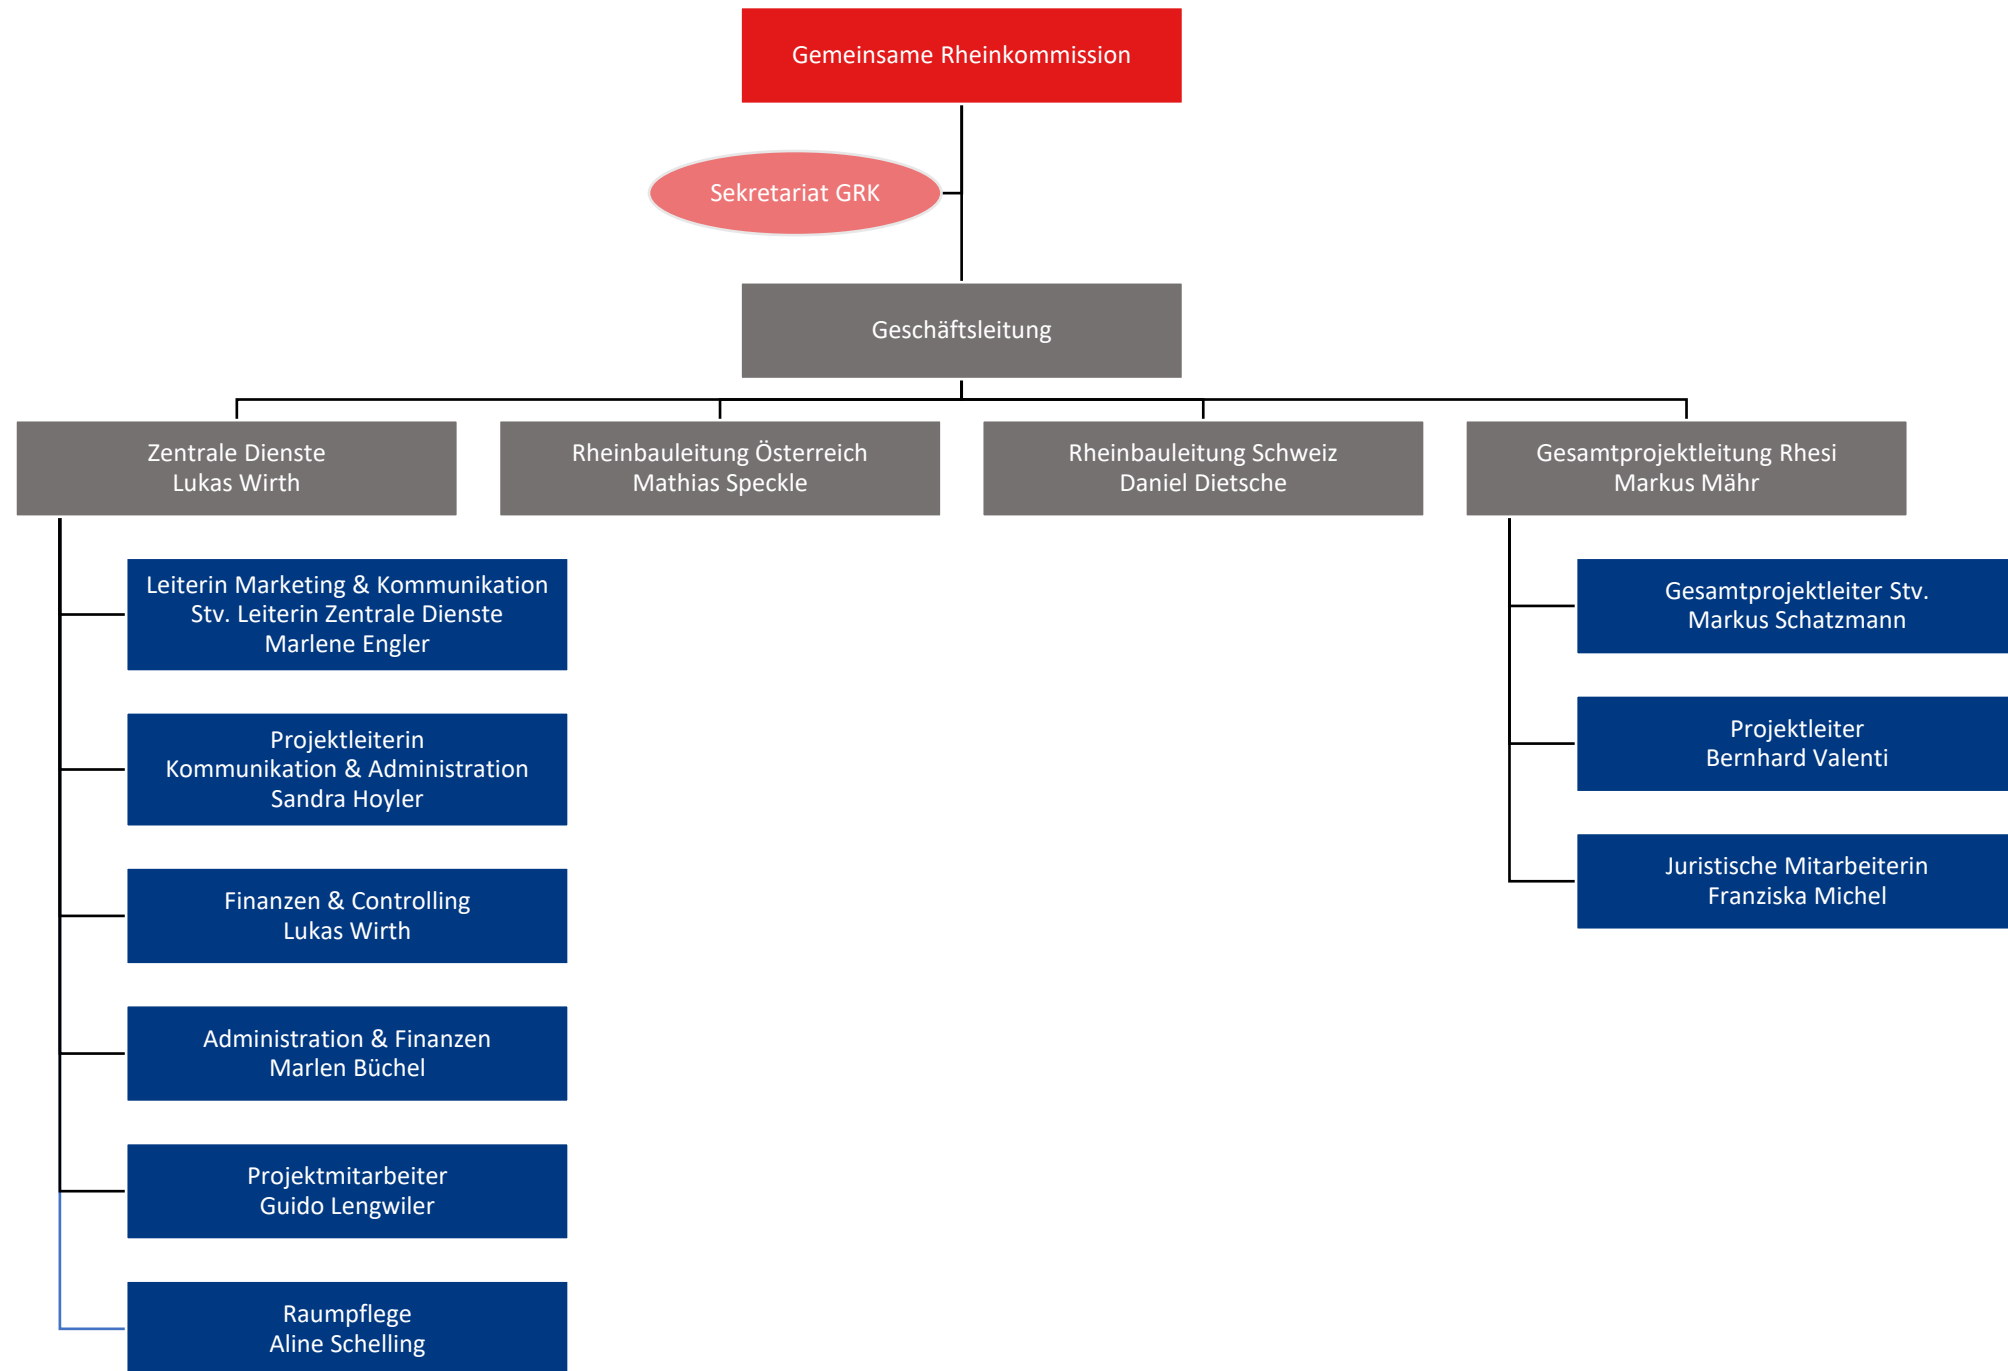 Gemeinsame Rheinkommission
Sekretariat GRK
Geschäftsleitung
Zentrale Dienste
Lukas Wirth
Rheinbauleitung Österreich
Mathias Speckle
Rheinbauleitung Schweiz
Daniel Dietsche
Gesamtprojektleitung Rhesi
Markus Mähr
Leiterin Marketing & Kommunikation
Stv. Leiterin Zentrale Dienste
Marlene Engler
Projektleiterin
Kommunikation & Administration
Sandra Hoyler
Finanzen & Controlling
Lukas Wirth
Administration & Finanzen
Marlen Büchel
Projektmitarbeiter
Guido Lengwiler
Raumpflege
Aline Schelling
Gesamtprojektleiter Stv.
Markus Schatzmann
Projektleiter
Bernhard Valenti
Juristische Mitarbeiterin
Franziska Michel